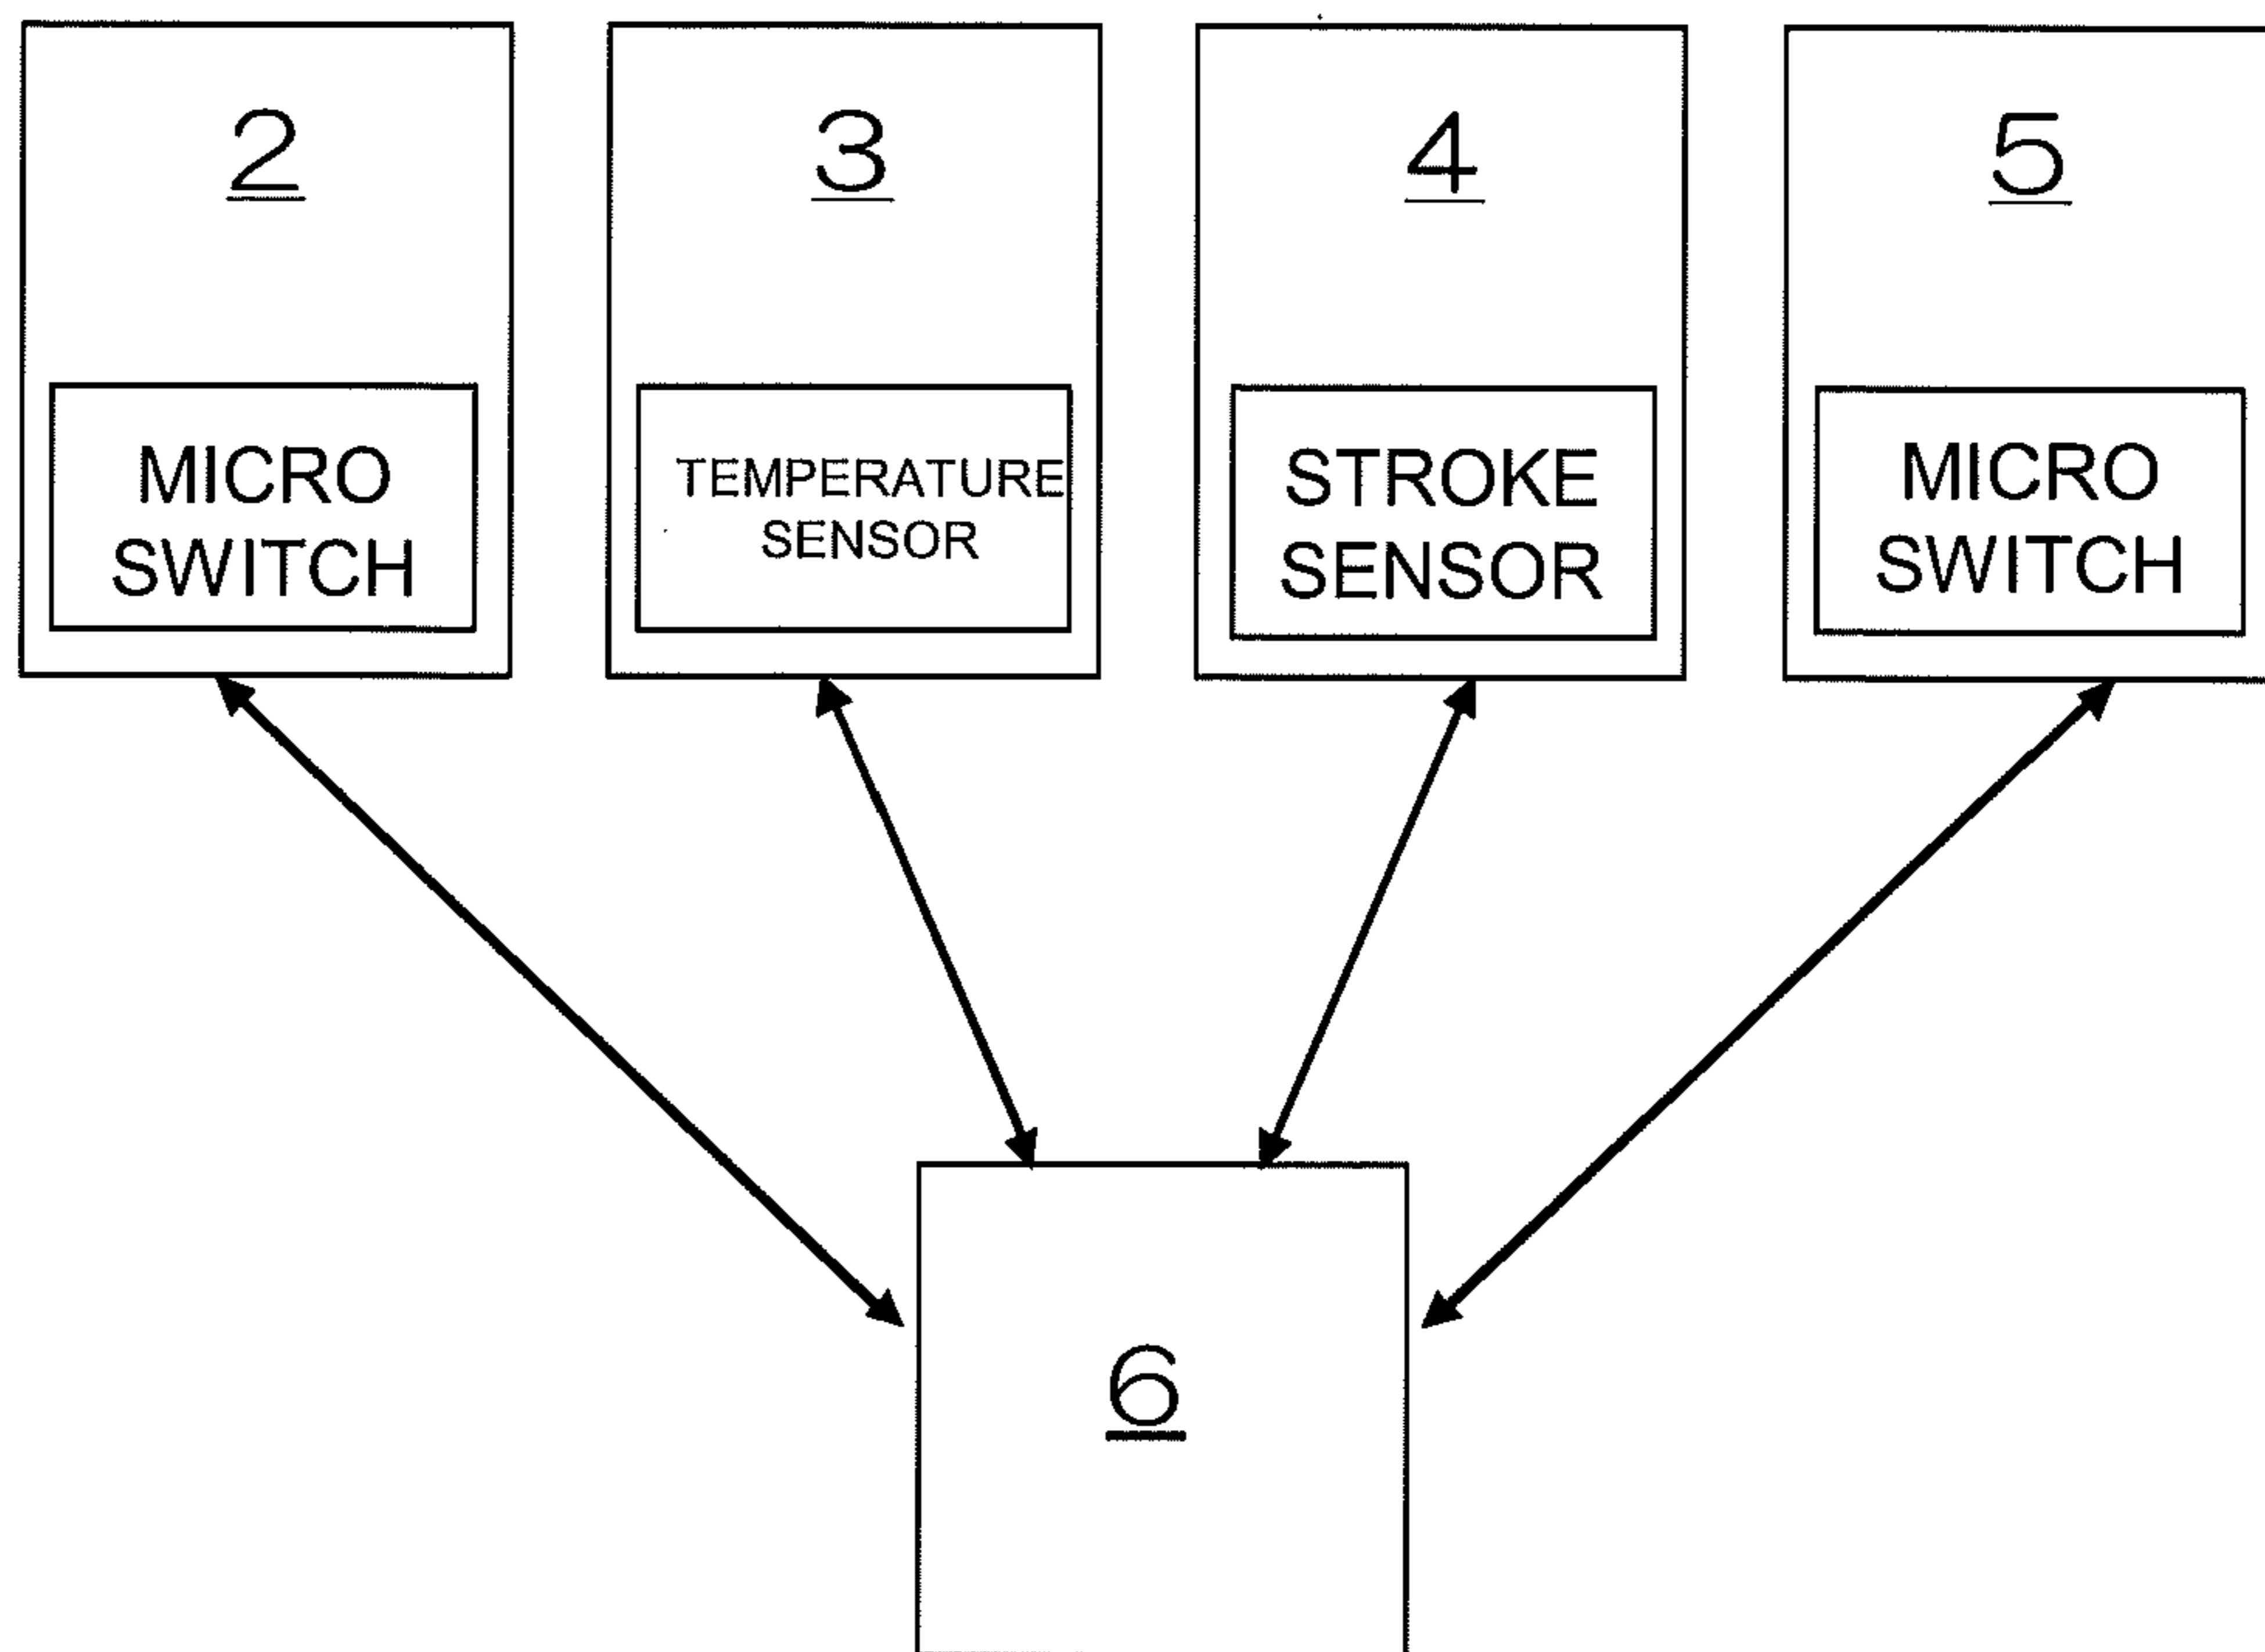 2
3
4
5
MICRO
SWITCH
TEMPERATURE
SENSOR
STROKE
SENSOR
MICRO
SWITCH
6